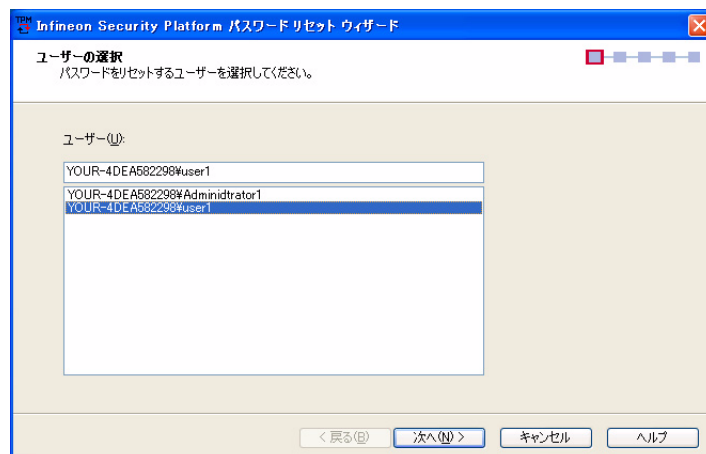 TPM Infineon Security Platform パスワード リセット ウィザード
ユーザーの選択
パスワードをリセットするユーザーを選択してください。
ユーザー(U):
YOUR-4DEA582298¥user1
YOUR-4DEA582298¥Adminidtrator1
YOUR-4DEA582298¥user1
< 戻る(B) 次へ(N) > キャンセル ヘルプ